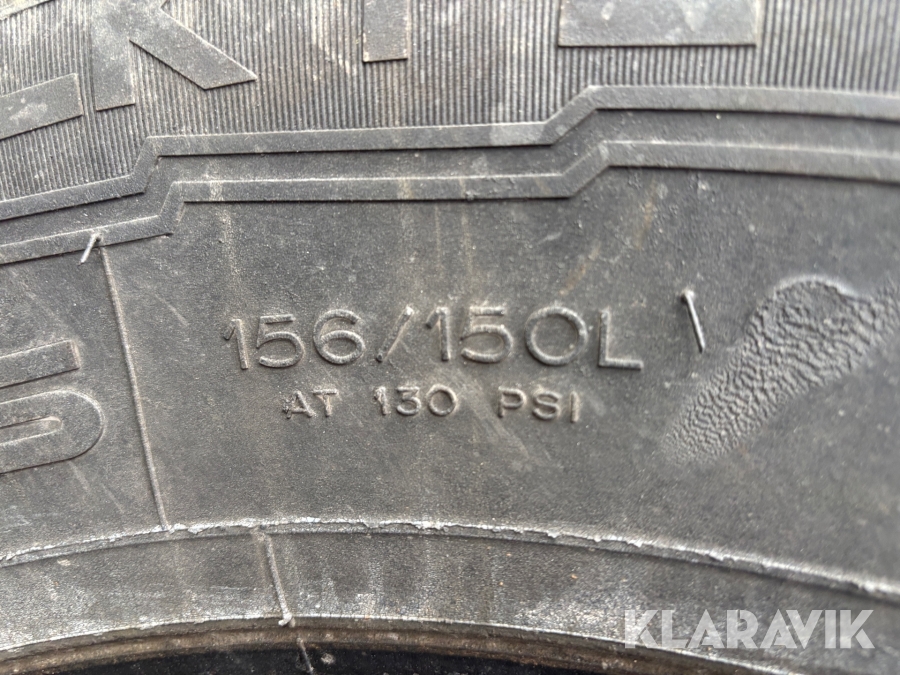 156/150L
AT 130 PSI
KLARAVIK